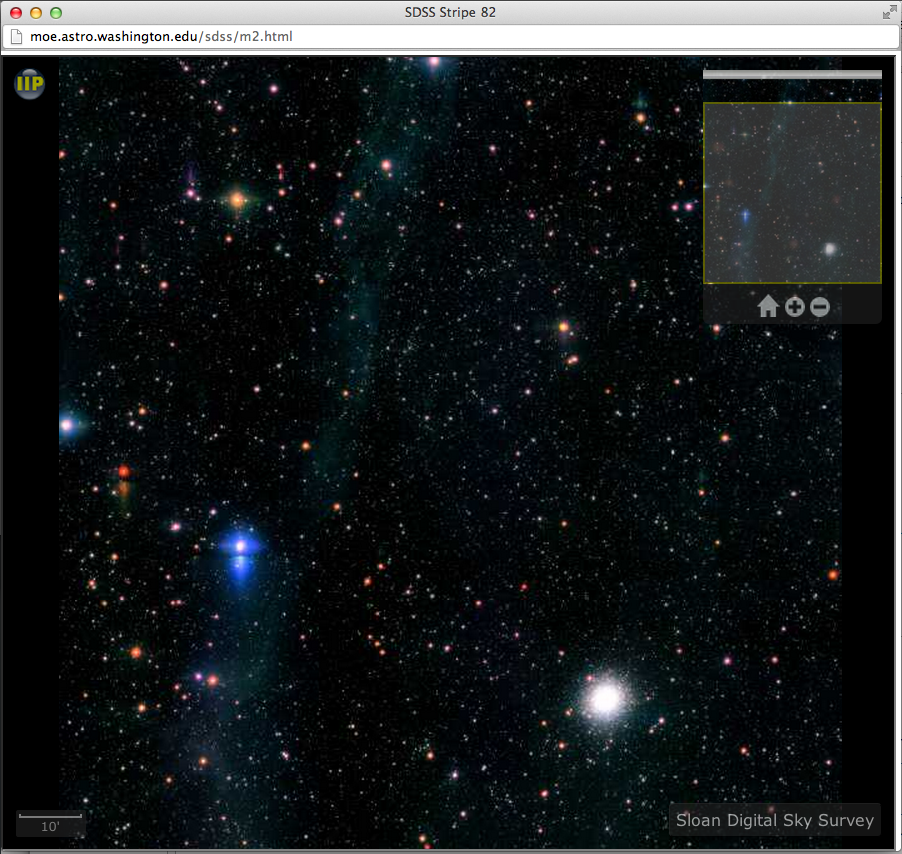 SDSS Stripe 82
moe.astro.washington.edu/sdss/m2.html
IIP
10'
Sloan Digital Sky Survey